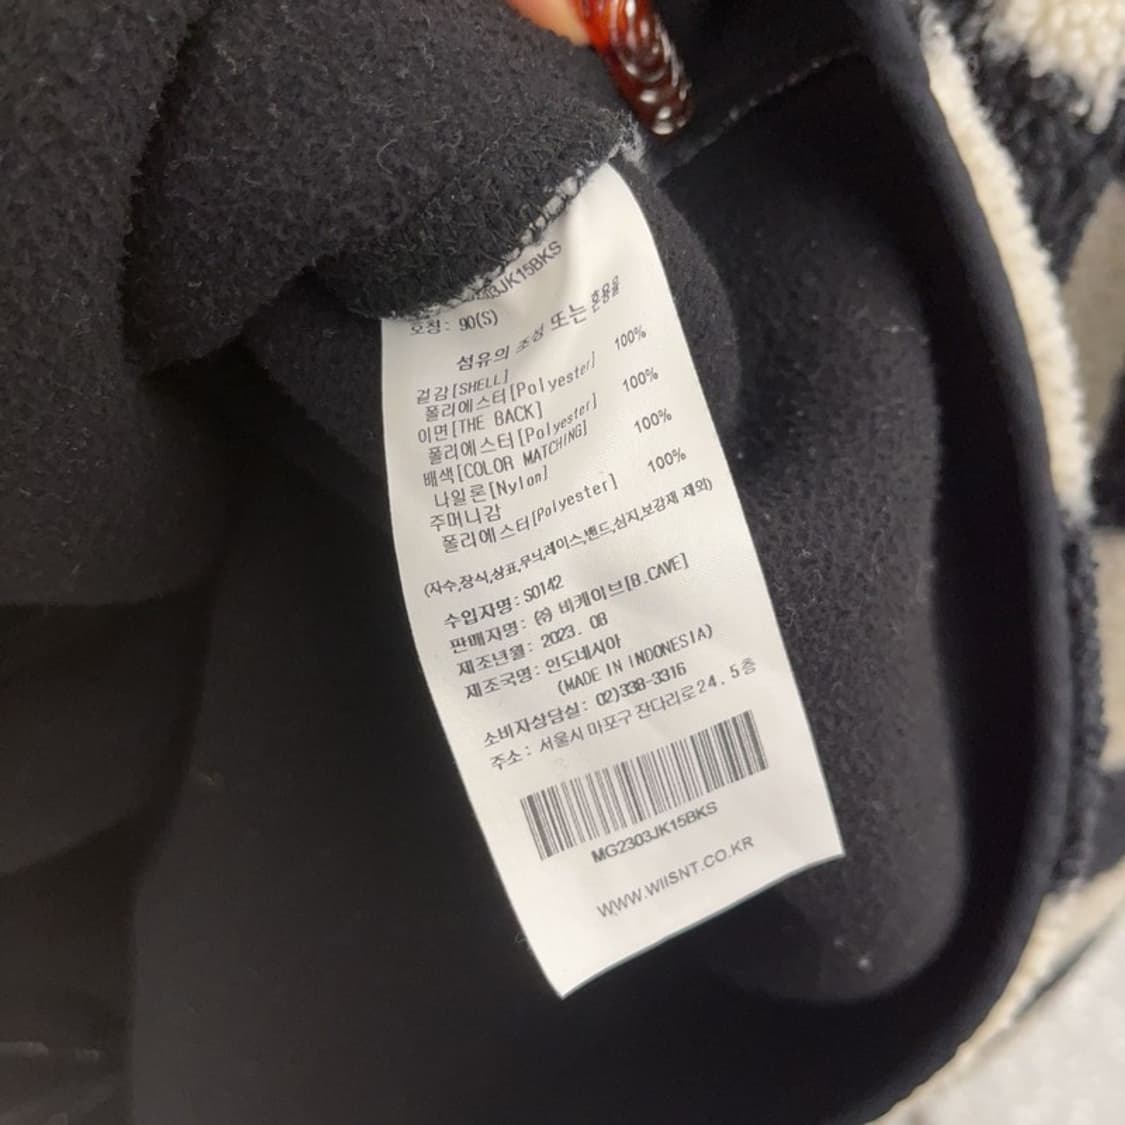 JK15BKS
호칭: 90(S)
섬유의 조성 또는 혼용율
겉감[SHELL]
폴리에스터[Polyester] 100%
이면[THE BACK]
폴리에스터[Polyester] 100%
배색[COLOR MATCHING]
나일론[Nylon] 100%
주머니감
폴리에스터[Polyester] 100%
(자수,장식,상표,무늬,레이스,밴드,심지,보강재 제외)
수입자명: S0142
판매자명: ㈜ 비케이브[B.CAVE]
제조년월: 2023. 08
제조국명: 인도네시아
(MADE IN INDONESIA)
소비자상담실: 02)338-3316
주소: 서울시 마포구 잔다리로24, 5층
MG2303JK15BKS
WWW.WIISNT.CO.KR